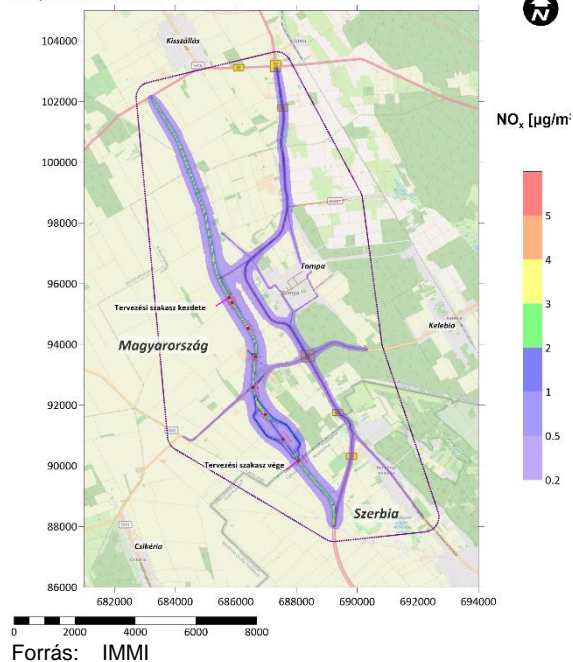 N
104000
102000
100000
98000
96000
94000
92000
90000
88000
86000
Kisszállás
Tompa
Tompa
Kelebia
Tervezési szakasz kezdete
Magyarország
Tervezési szakasz vége
Szerbia
Csikéria
682000 684000 686000 688000 690000 692000 694000
NOx [µg/m³
5
4
3
2
1
0.5
0.2
0 2000 4000 6000 8000
Forrás: IMMI